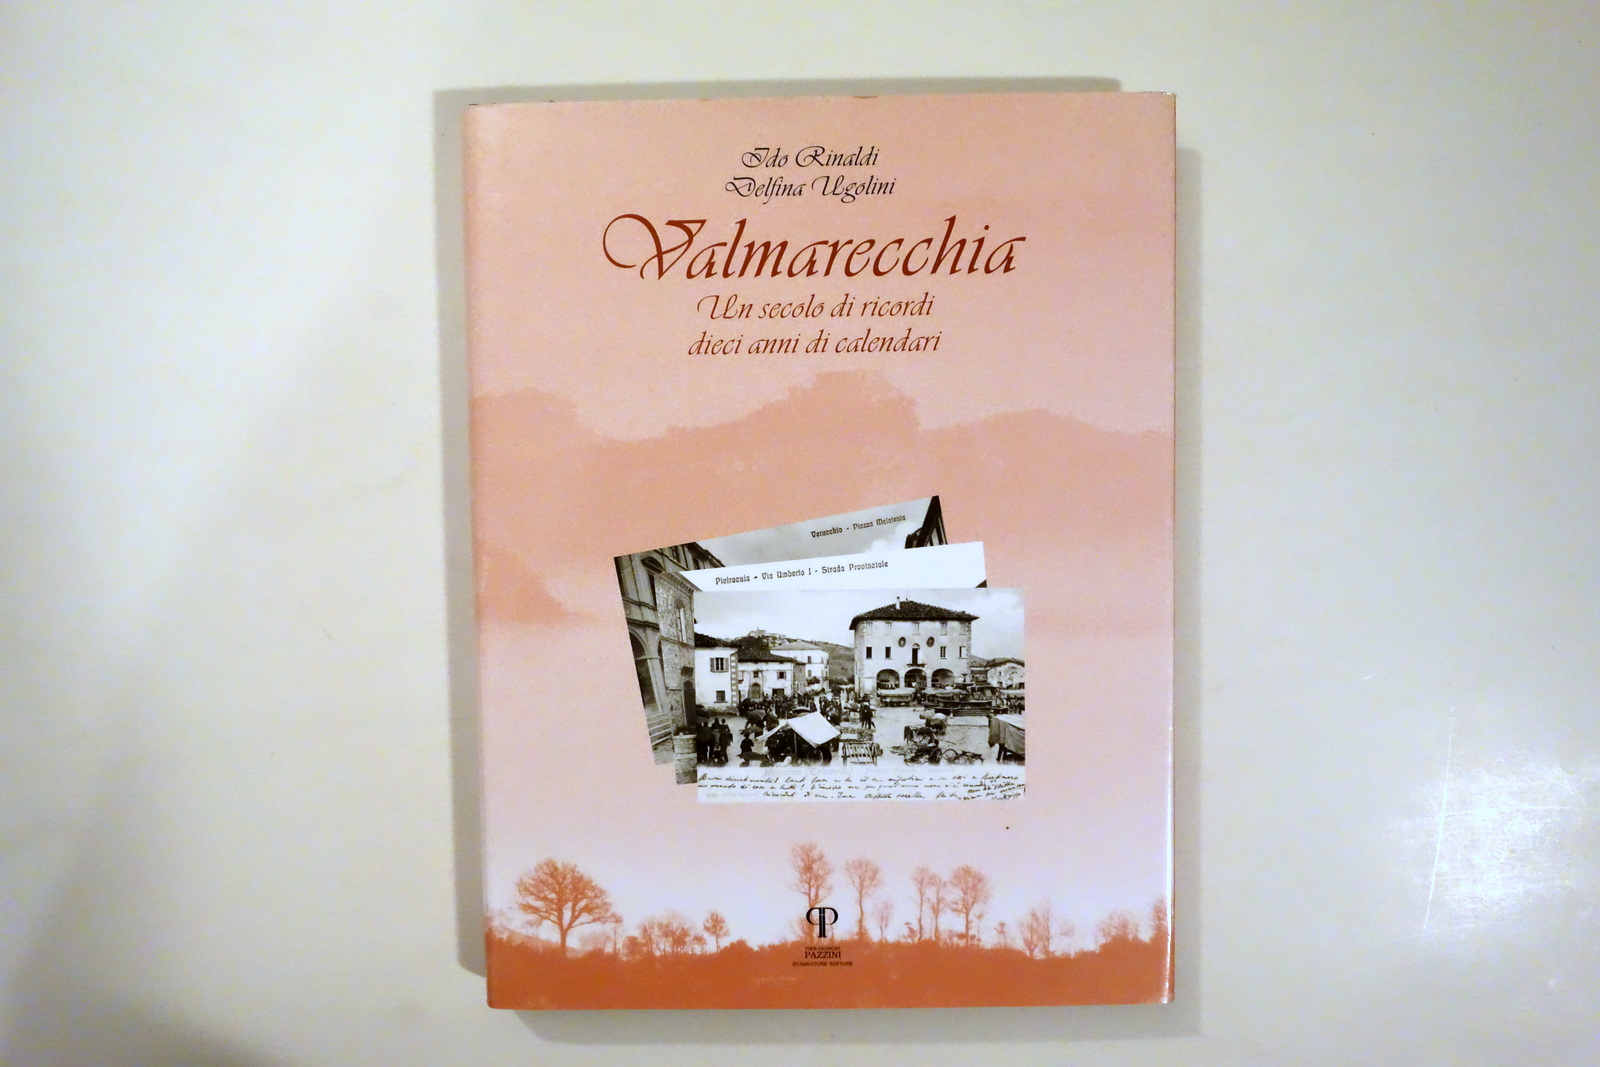 Ido Rinaldi
Delfina Ugolini
Valmarecchia
Un secolo di ricordi
dieci anni di calendari
Verucchio - Piazza Malatesta
Pietracuta - Via Umberto I - Strada Provinciale
PIER GIORGIO
PAZZINI
STAMPATORE EDITORE